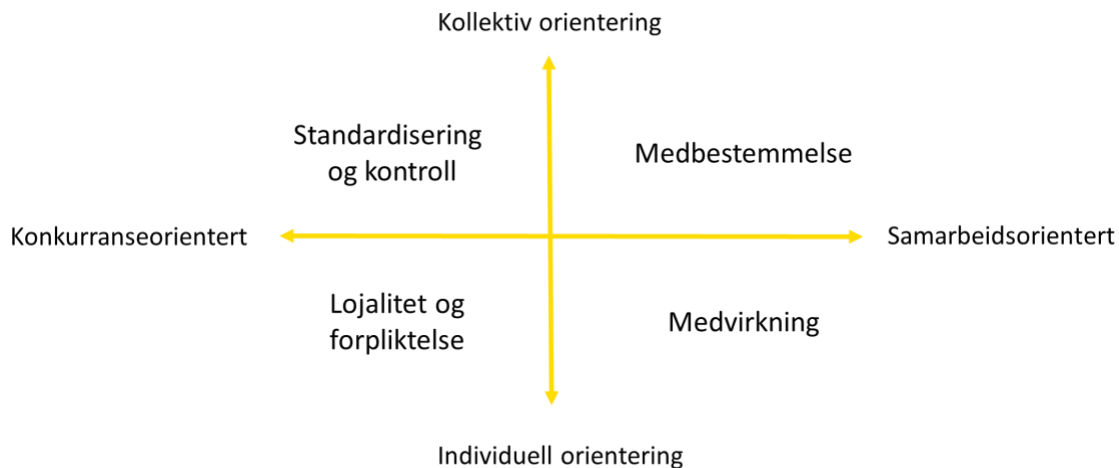 Kollektiv orientering
Standardisering
og kontroll
Medbestemmelse
Konkurranseorientert
Samarbeidsorientert
Lojalitet og
forpliktelse
Medvirkning
Individuell orientering